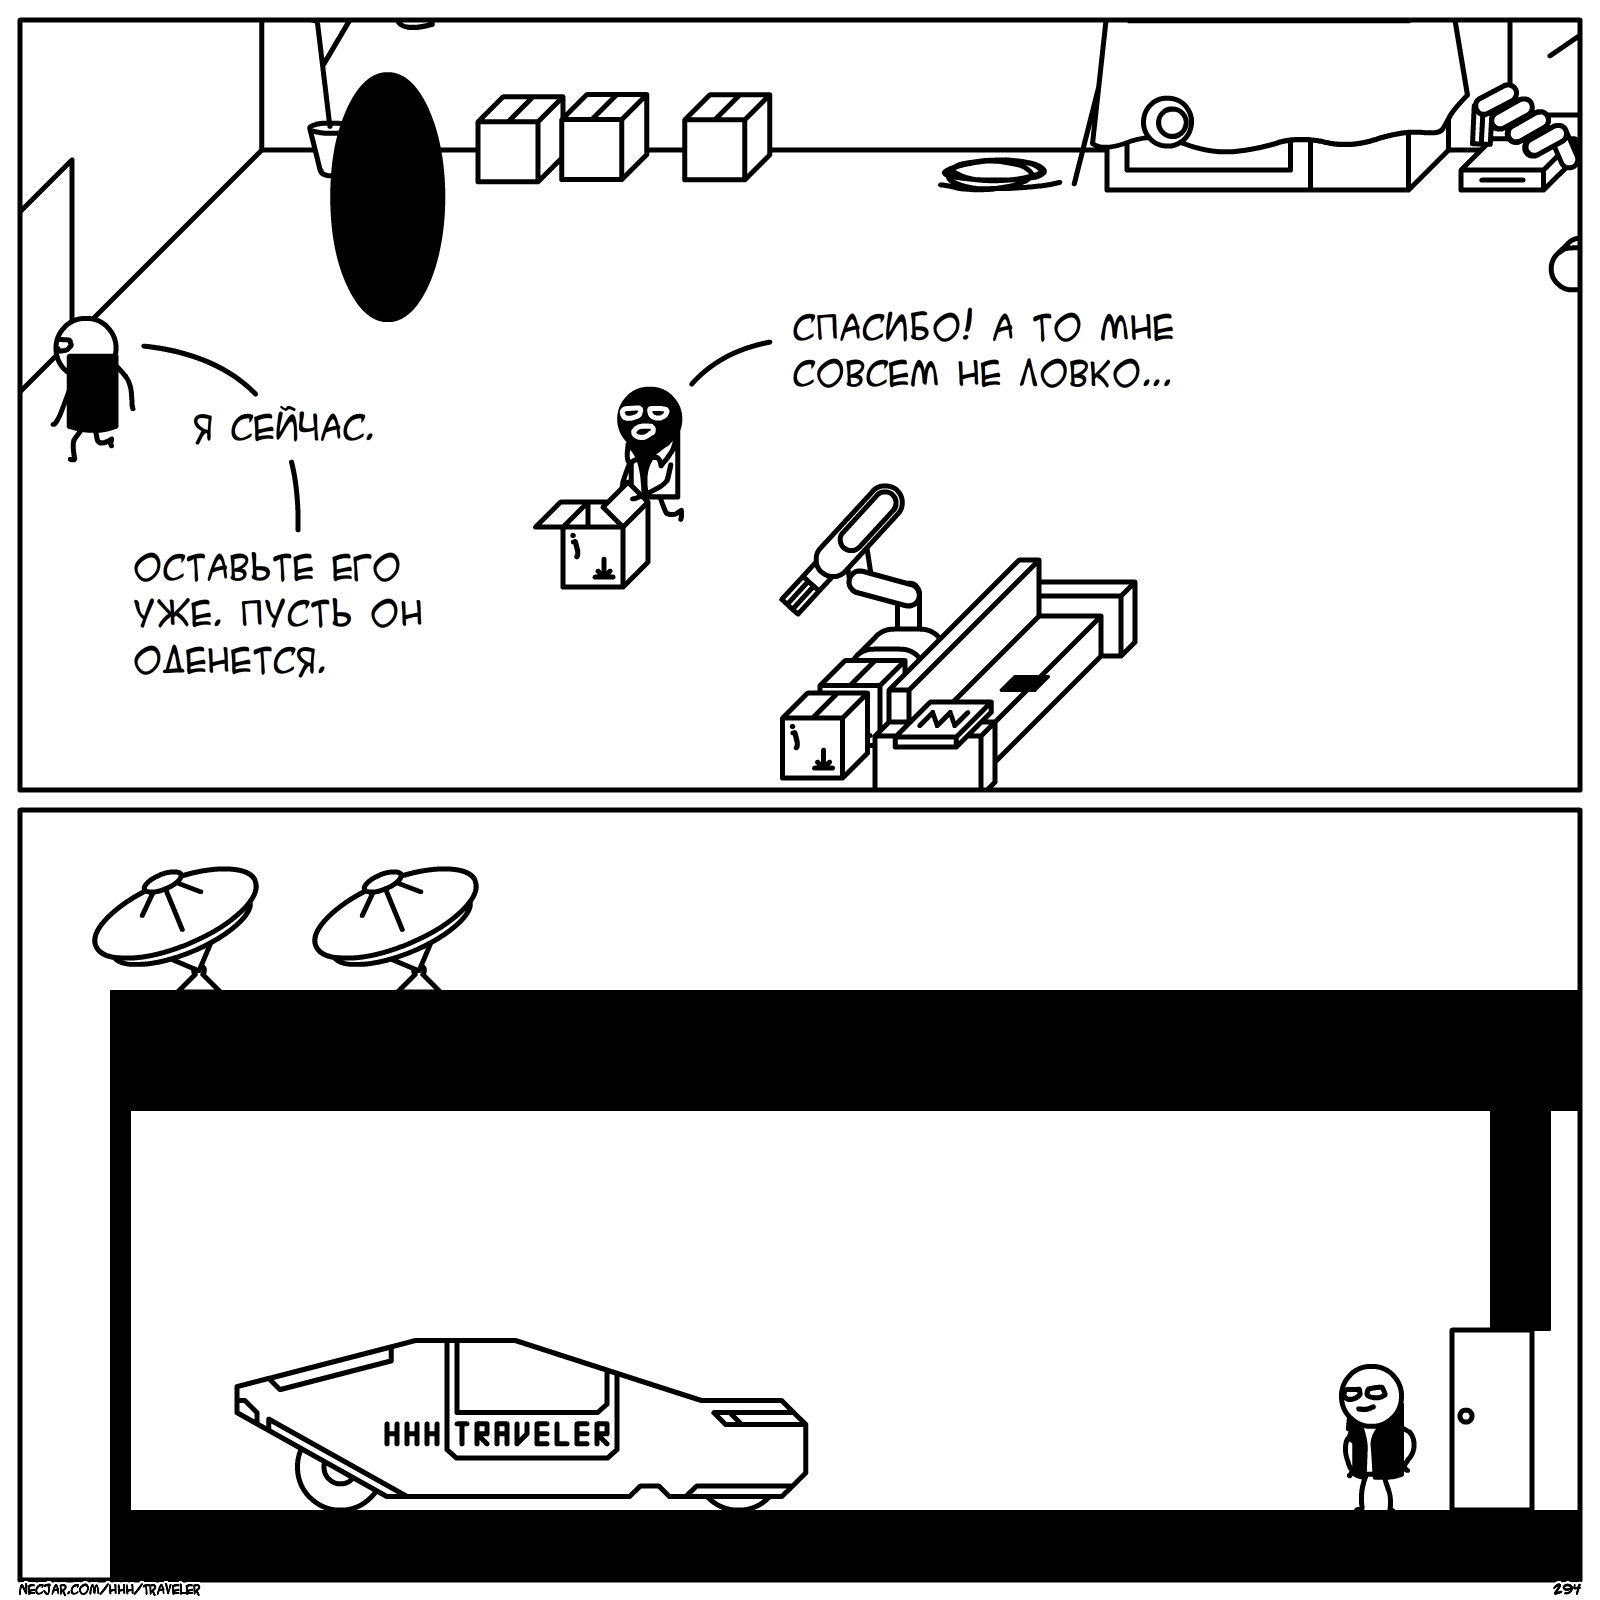 СПАСИБО! А ТО МНЕ
СОВСЕМ НЕ ЛОВКО...
Я СЕЙЧАС.
ОСТАВЬТЕ ЕГО
УЖЕ. ПУСТЬ ОН
ОДЕНЕТСЯ.
HHH TRAVELER
NECJAR.COM/HHH/TRAVELER
294